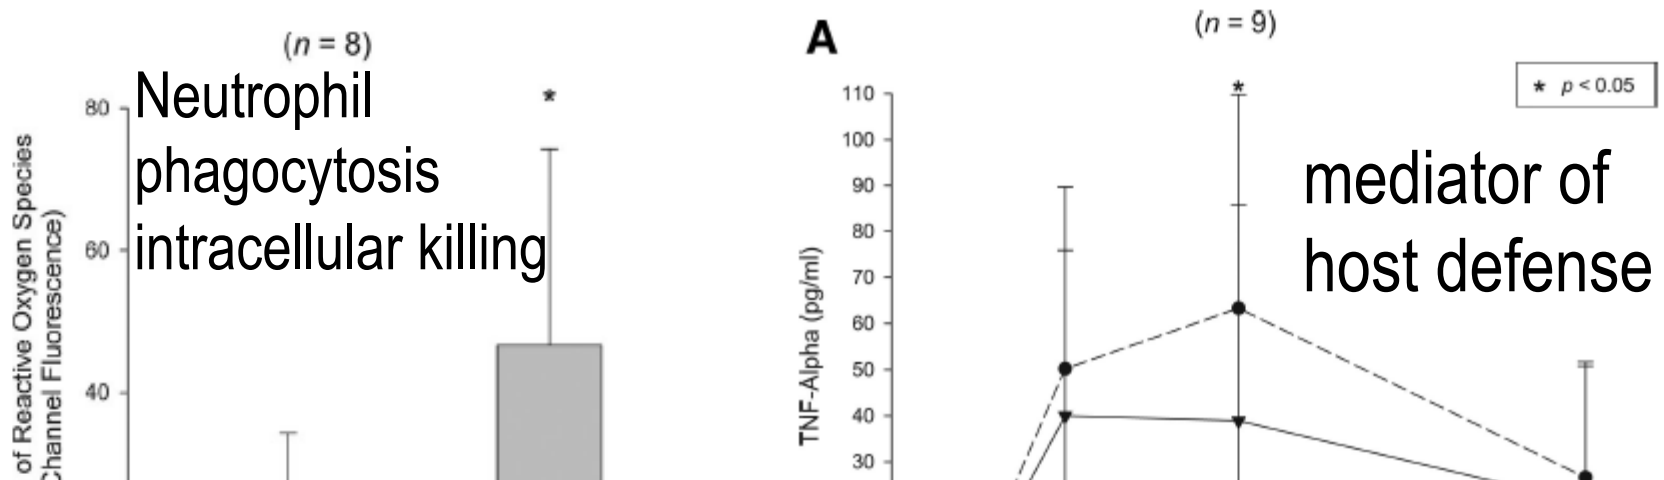 (n = 8)
Neutrophil
phagocytosis
intracellular killing
*
80
60
40
of Reactive Oxygen Species
Channel Fluorescence)
A
(n = 9)
* p < 0.05
*
mediator of
host defense
TNF-Alpha (pg/ml)
110
100
90
80
70
60
50
40
30